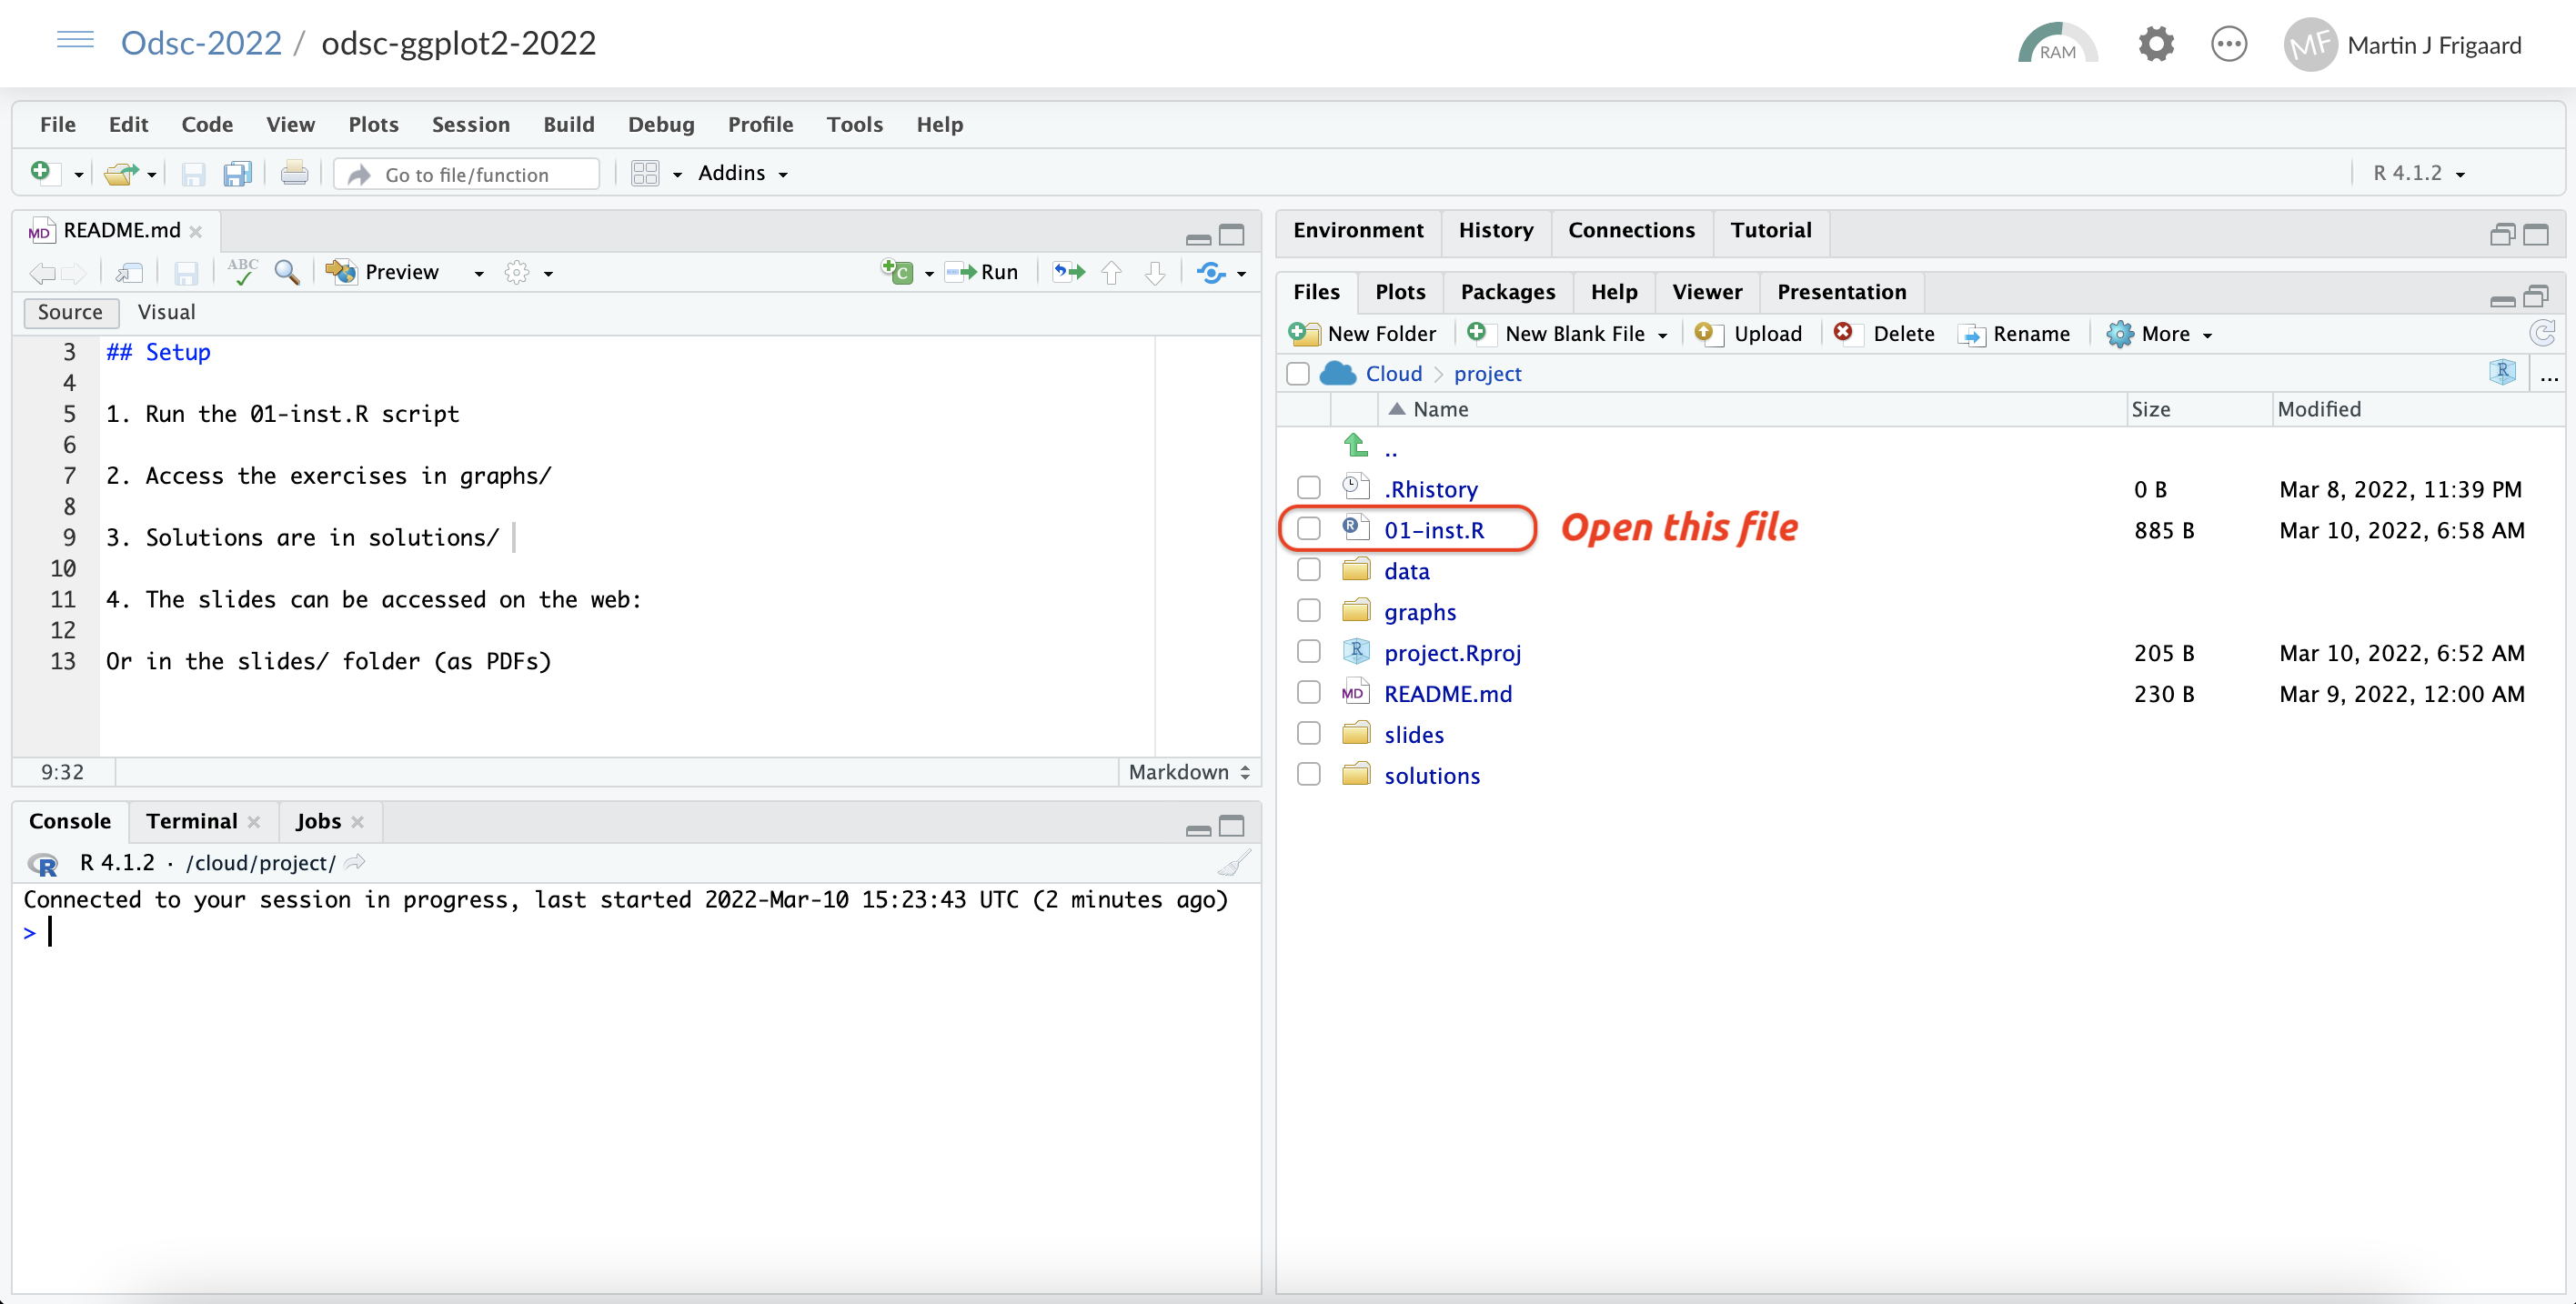 Odsc-2022 / odsc-ggplot2-2022
RAM
MF Martin J Frigaard
File Edit Code View Plots Session Build Debug Profile Tools Help
Go to file/function Addins R 4.1.2
MD README.md
ABC Preview C Run
Source Visual
3 ## Setup
4
5 1. Run the 01-inst.R script
6
7 2. Access the exercises in graphs/
8
9 3. Solutions are in solutions/
10
11 4. The slides can be accessed on the web:
12
13 Or in the slides/ folder (as PDFs)
9:32 Markdown
Console Terminal Jobs
R R 4.1.2 · /cloud/project/
Connected to your session in progress, last started 2022-Mar-10 15:23:43 UTC (2 minutes ago)
>
Environment History Connections Tutorial
Files Plots Packages Help Viewer Presentation
New Folder New Blank File Upload Delete Rename More
Cloud > project R ...
Name Size Modified
..
.Rhistory 0 B Mar 8, 2022, 11:39 PM
R 01-inst.R Open this file 885 B Mar 10, 2022, 6:58 AM
data
graphs
R project.Rproj 205 B Mar 10, 2022, 6:52 AM
MD README.md 230 B Mar 9, 2022, 12:00 AM
slides
solutions